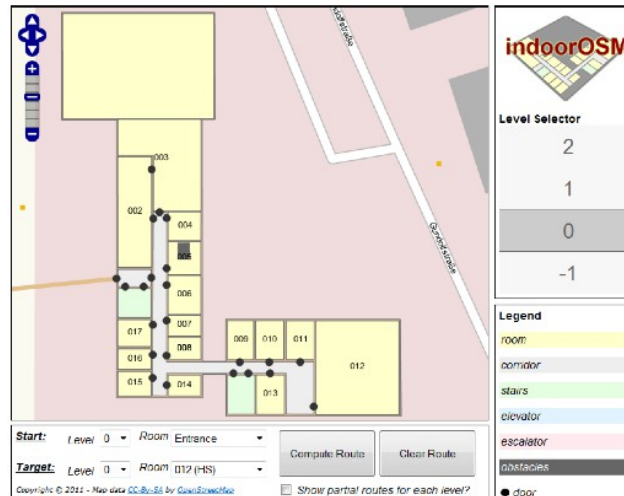 Gundolfstraße
Gundolfstraße
003
002
004
005
006
017
007
008
016
015
014
009
010
011
012
013
indoorOSM
Level Selector
2
1
0
-1
Legend
room
corridor
stairs
elevator
escalator
obstacles
door
Start: Level 0 Room Entrance
Target: Level 0 Room 012 (HS)
Compute Route
Clear Route
Copyright © 2011 - Map data CC-By-SA by OpenStreetMap
Show partial routes for each level?